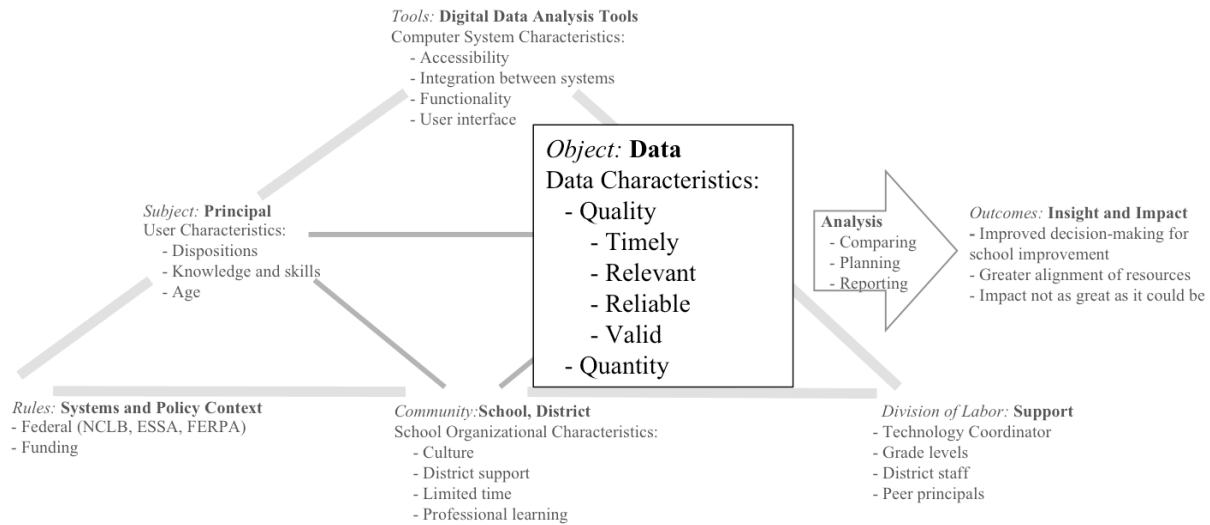 Tools: Digital Data Analysis Tools
Computer System Characteristics:
- Accessibility
- Integration between systems
- Functionality
- User interface
Object: Data
Data Characteristics:
- Quality
- Timely
- Relevant
- Reliable
- Valid
- Quantity
Subject: Principal
User Characteristics:
- Dispositions
- Knowledge and skills
- Age
Analysis
- Comparing
- Planning
- Reporting
Outcomes: Insight and Impact
- Improved decision-making for
school improvement
- Greater alignment of resources
- Impact not as great as it could be
Rules: Systems and Policy Context
- Federal (NCLB, ESSA, FERPA)
- Funding
Community:School, District
School Organizational Characteristics:
- Culture
- District support
- Limited time
- Professional learning
Division of Labor: Support
- Technology Coordinator
- Grade levels
- District staff
- Peer principals